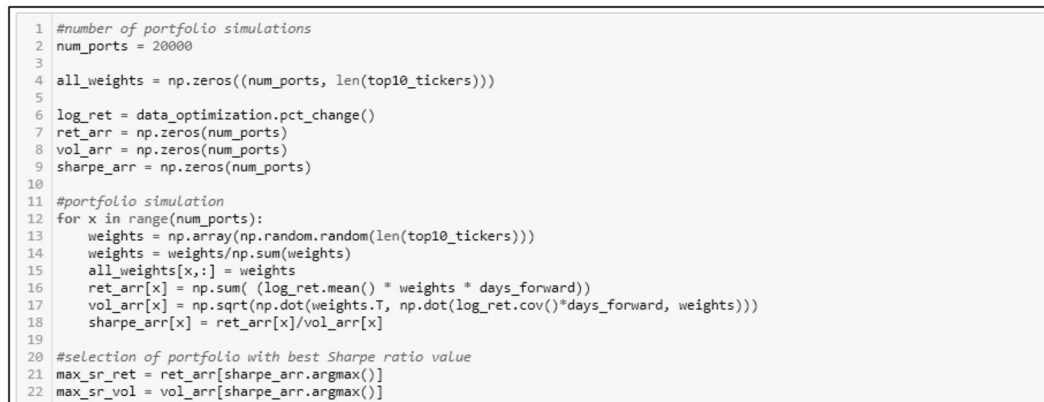 1 #number of portfolio simulations
2 num_ports = 20000
3
4 all_weights = np.zeros((num_ports, len(top10_tickers)))
5
6 log_ret = data_optimization.pct_change()
7 ret_arr = np.zeros(num_ports)
8 vol_arr = np.zeros(num_ports)
9 sharpe_arr = np.zeros(num_ports)
10
11 #portfolio simulation
12 for x in range(num_ports):
13     weights = np.array(np.random.random(len(top10_tickers)))
14     weights = weights/np.sum(weights)
15     all_weights[x,:] = weights
16     ret_arr[x] = np.sum( (log_ret.mean() * weights * days_forward))
17     vol_arr[x] = np.sqrt(np.dot(weights.T, np.dot(log_ret.cov()*days_forward, weights)))
18     sharpe_arr[x] = ret_arr[x]/vol_arr[x]
19
20 #selection of portfolio with best Sharpe ratio value
21 max_sr_ret = ret_arr[sharpe_arr.argmax()]
22 max_sr_vol = vol_arr[sharpe_arr.argmax()]